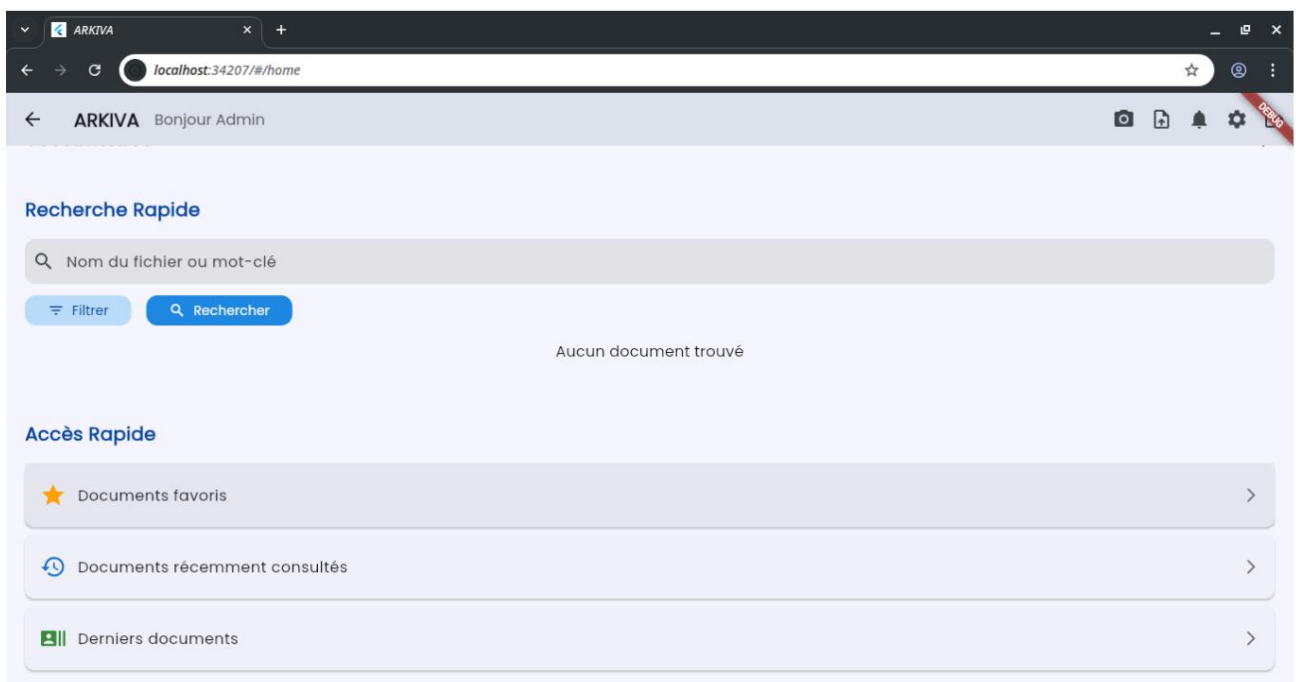 ARKIVA
localhost:34207/#/home
ARKIVA Bonjour Admin
DEBUG
Recherche Rapide
Nom du fichier ou mot-clé
Filtrer
Rechercher
Aucun document trouvé
Accès Rapide
Documents favoris
Documents récemment consultés
Derniers documents